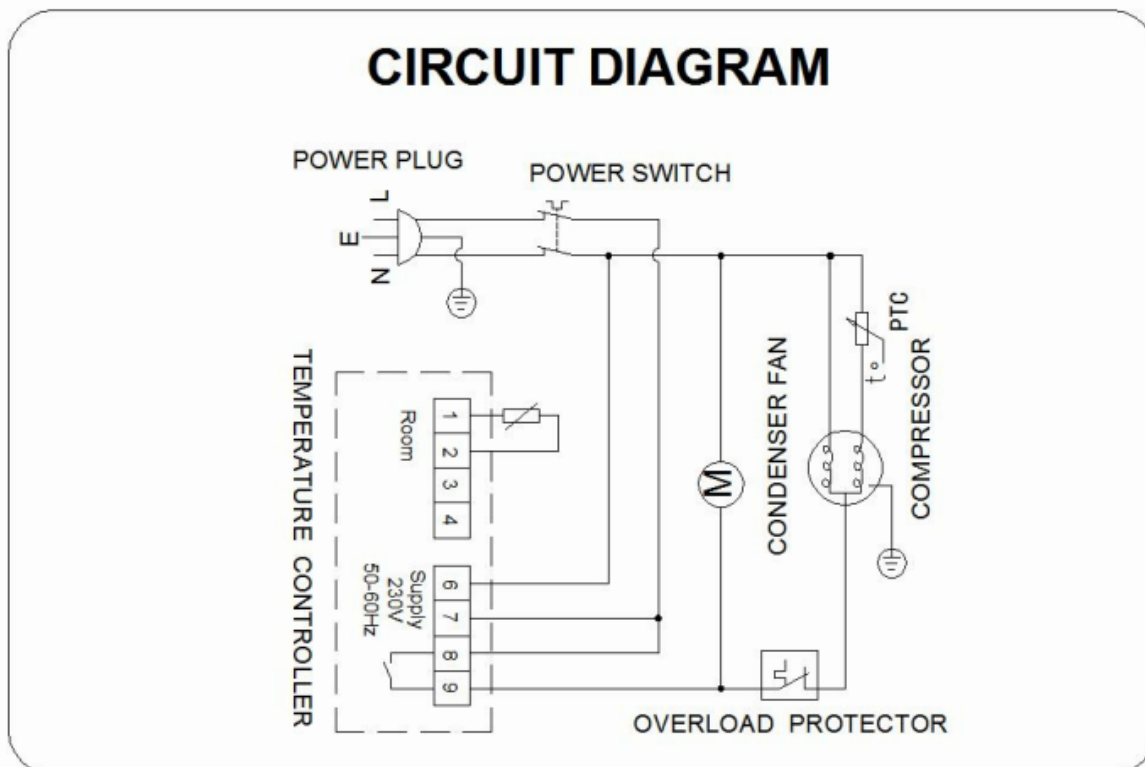 CIRCUIT DIAGRAM
POWER PLUG
POWER SWITCH
L
E
N
PTC
t°
COMPRESSOR
CONDENSER FAN
M
TEMPERATURE CONTROLLER
Room
1
2
3
4
Supply
230V
50-60Hz
6
7
8
9
OVERLOAD PROTECTOR